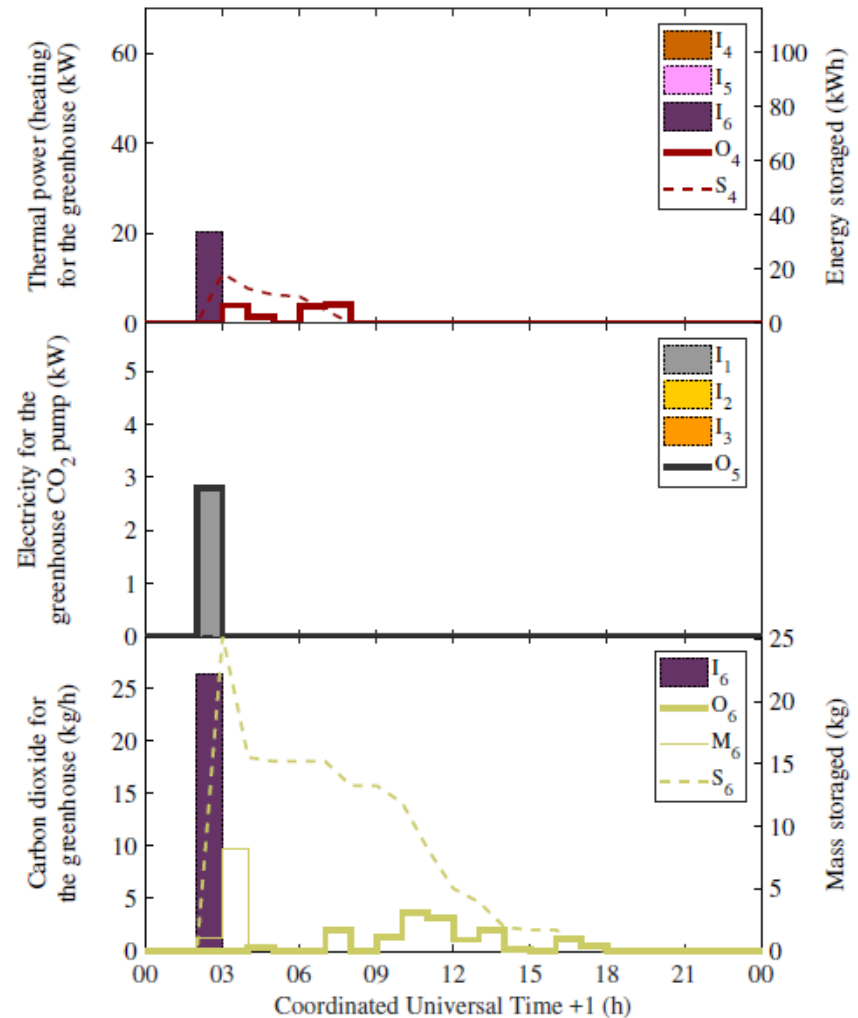 Thermal power (heating)
for the greenhouse (kW)
60
40
20
0
I4
I5
I6
O4
S4
100
80
60
40
20
0
Energy storaged (kWh)
Electricity for the
greenhouse CO2 pump (kW)
5
4
3
2
1
0
I1
I2
I3
O5
Carbon dioxide for
the greenhouse (kg/h)
25
20
15
10
5
0
I6
O6
M6
S6
25
20
15
10
5
0
Mass storaged (kg)
00 03 06 09 12 15 18 21 00
Coordinated Universal Time +1 (h)